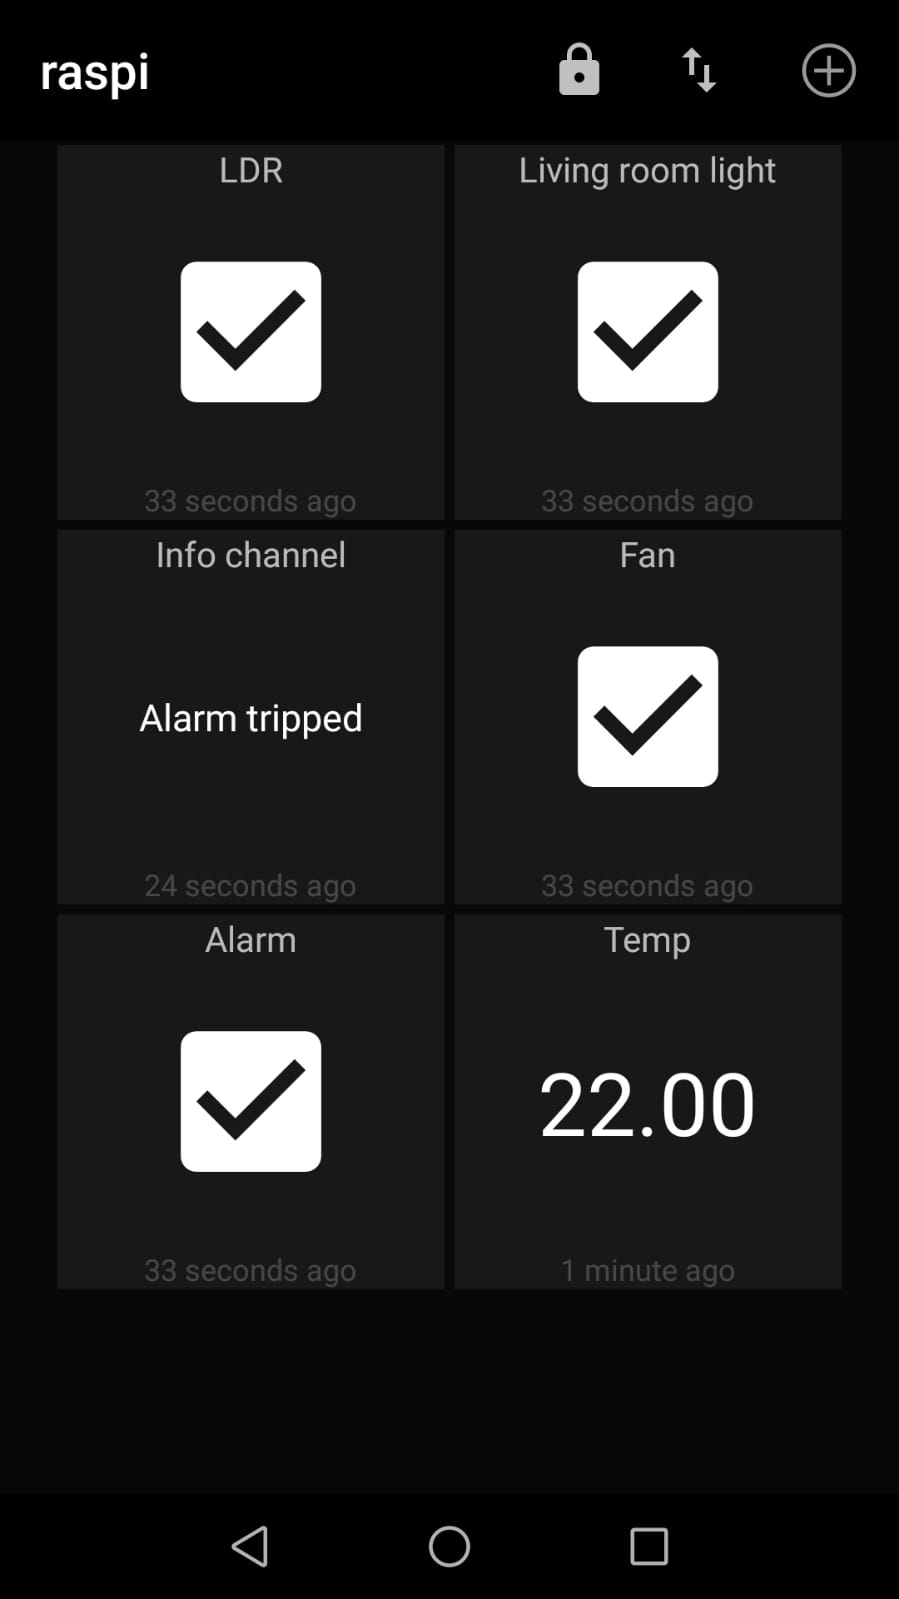 raspi
LDR
Living room light
33 seconds ago
33 seconds ago
Info channel
Fan
Alarm tripped
24 seconds ago
33 seconds ago
Alarm
Temp
22.00
33 seconds ago
1 minute ago